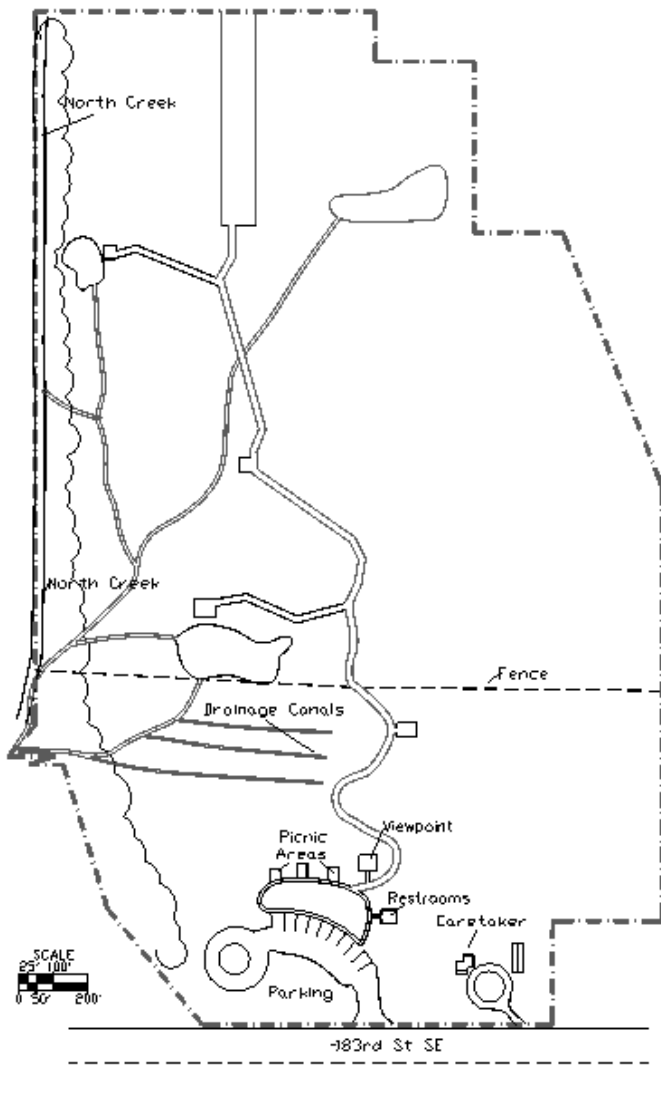 North Creek
North Creek
Fence
Drainage Canals
Viewpoint
Picnic
Areas
Restrooms
Caretaker
SCALE
25' 100'
0 50' 200'
Parking
183rd St SE